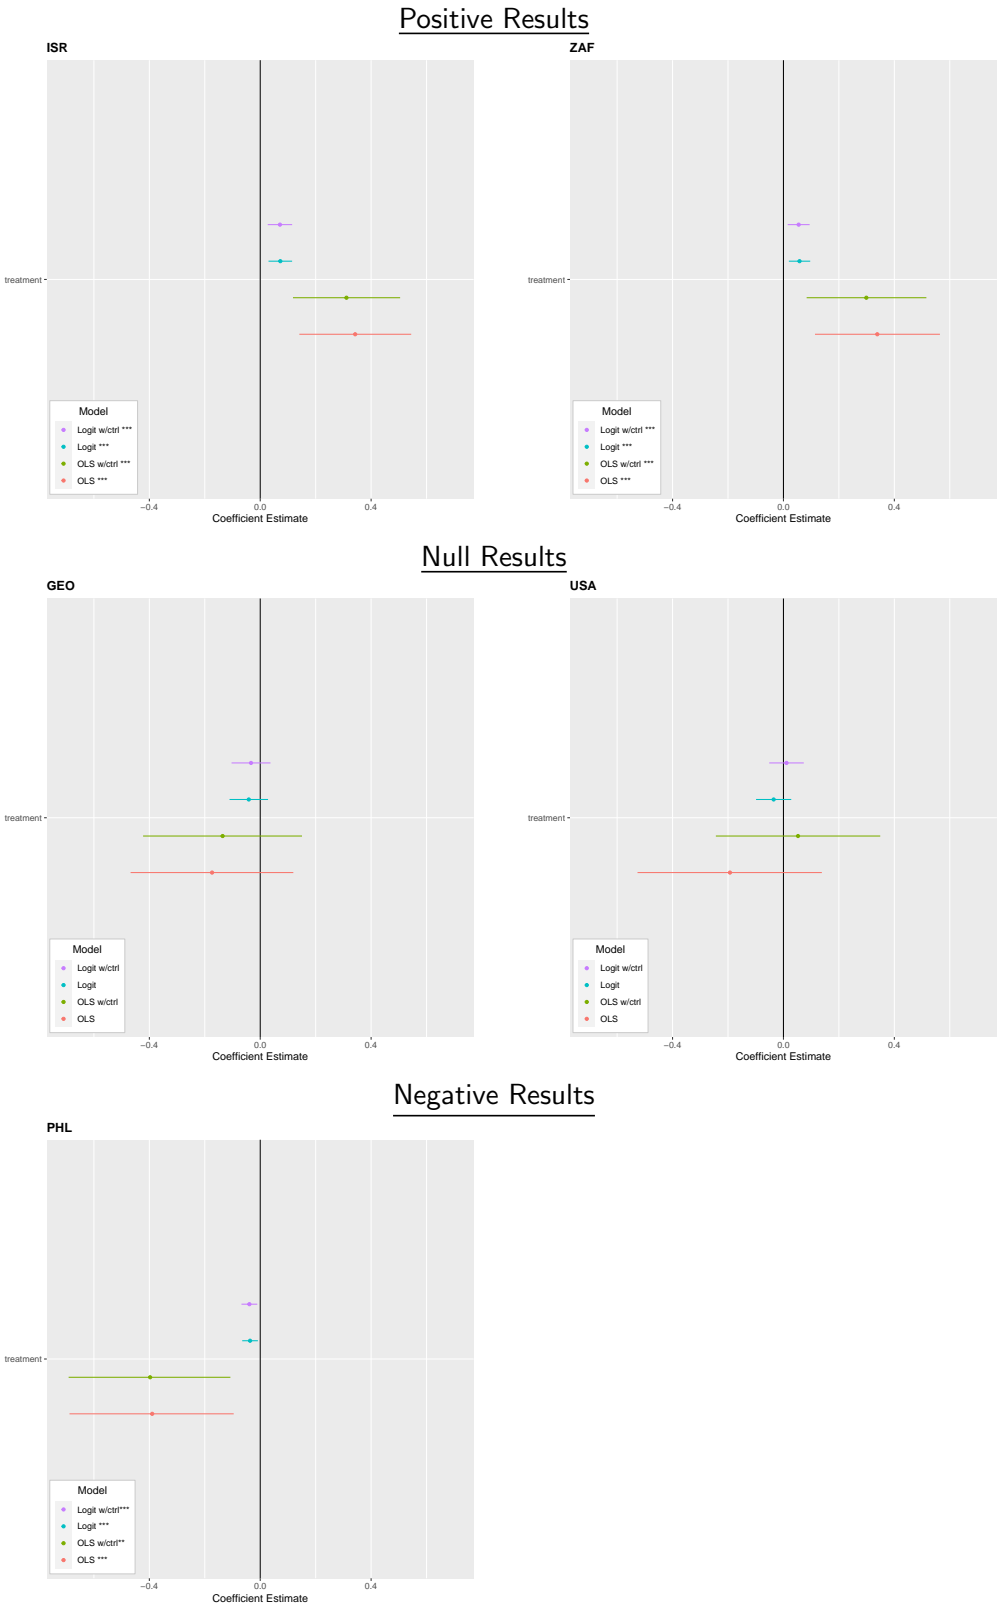 Positive Results
ISR
treatment
Model
Logit w/ctrl ***
Logit ***
OLS w/ctrl ***
OLS ***
−0.4 0.0 0.4
Coefficient Estimate
ZAF
treatment
Model
Logit w/ctrl ***
Logit ***
OLS w/ctrl ***
OLS ***
−0.4 0.0 0.4
Coefficient Estimate
Null Results
GEO
treatment
Model
Logit w/ctrl
Logit
OLS w/ctrl
OLS
−0.4 0.0 0.4
Coefficient Estimate
USA
treatment
Model
Logit w/ctrl
Logit
OLS w/ctrl
OLS
−0.4 0.0 0.4
Coefficient Estimate
Negative Results
PHL
treatment
Model
Logit w/ctrl***
Logit ***
OLS w/ctrl**
OLS ***
−0.4 0.0 0.4
Coefficient Estimate